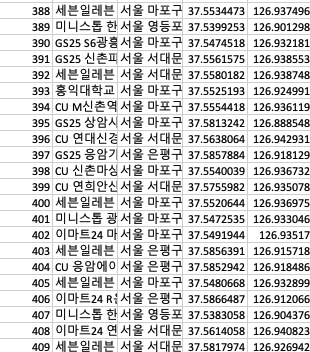 388 세븐일레븐 서울 마포구 37.5534473 126.937496
389 미니스톱 한 서울 영등포 37.5399253 126.901298
390 GS25 S6광흥 서울 마포구 37.5474518 126.932181
391 GS25 신촌피 서울 서대문 37.5561575 126.938553
392 세븐일레븐 서울 서대문 37.5580182 126.938748
393 홍익대학교 서울 마포구 37.5525193 126.924991
394 CU M신촌역 서울 마포구 37.5554418 126.936119
395 GS25 상암시 서울 마포구 37.5813242 126.888548
396 CU 연대신경 서울 서대문 37.5638064 126.942931
397 GS25 응암기 서울 은평구 37.5857884 126.918129
398 CU 신촌마심 서울 마포구 37.5540039 126.936732
399 CU 연희안신 서울 서대문 37.5755982 126.935078
400 세븐일레븐 서울 마포구 37.5520644 126.936975
401 미니스톱 광 서울 마포구 37.5472535 126.933046
402 이마트24 마 서울 마포구 37.5491944 126.93517
403 세븐일레븐 서울 은평구 37.5856391 126.915718
404 CU 응암에이 서울 은평구 37.5852942 126.918486
405 세븐일레븐 서울 마포구 37.5480668 126.932899
406 이마트24 R 서울 은평구 37.5866487 126.912066
407 미니스톱 한 서울 영등포 37.5383058 126.904376
408 이마트24 연 서울 서대문 37.5614058 126.940823
409 세븐일레븐 서울 서대문 37.5817974 126.926942